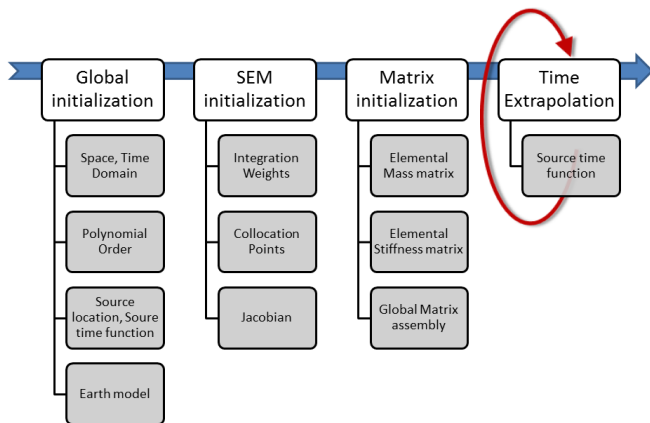 Global
initialization
Space, Time
Domain
Polynomial
Order
Source
location, Soure
time function
Earth model
SEM
initialization
Integration
Weights
Collocation
Points
Jacobian
Matrix
initialization
Elemental
Mass matrix
Elemental
Stiffness matrix
Global Matrix
assembly
Time
Extrapolation
Source time
function